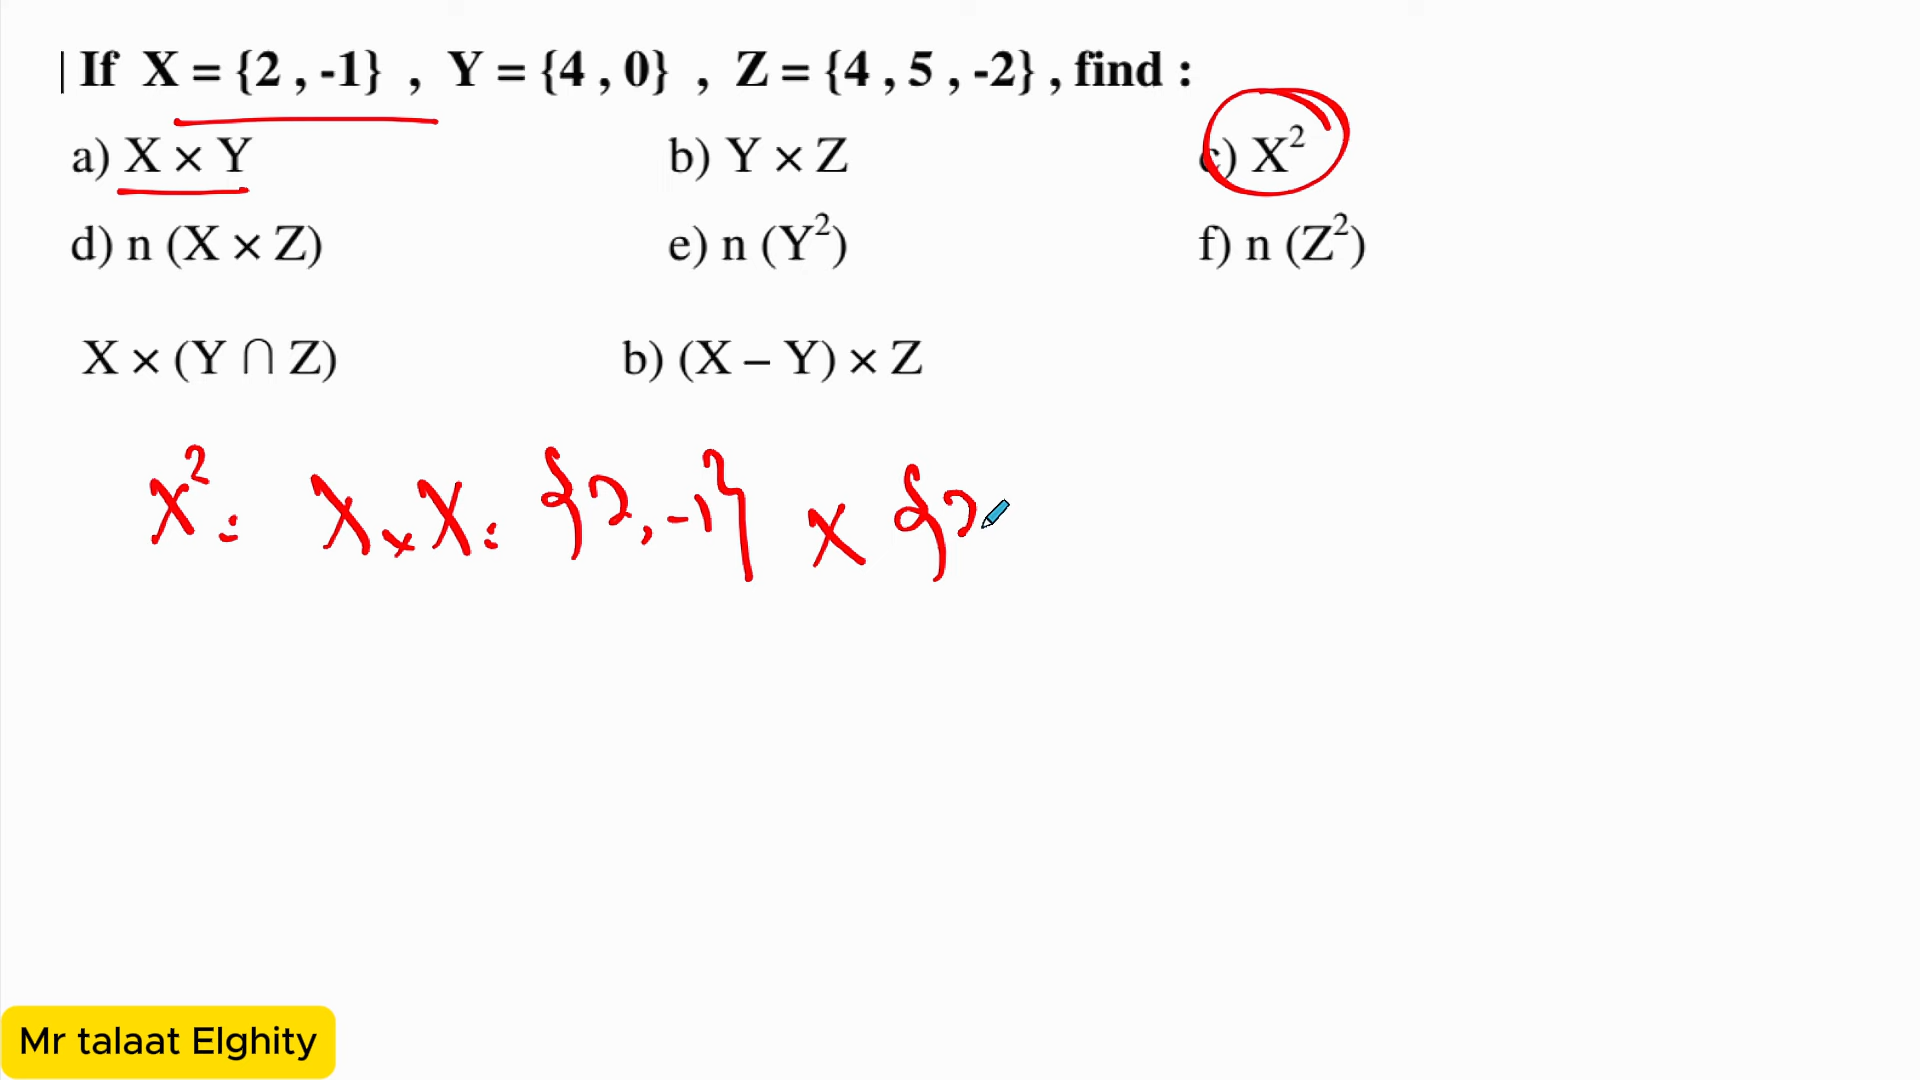 If X = {2 , -1} , Y = {4 , 0} , Z = {4 , 5 , -2} , find :
a) X × Y b) Y × Z c) X²
d) n (X × Z) e) n (Y²) f) n (Z²)
X × (Y ∩ Z) b) (X – Y) × Z
X² = X × X = {2, -1} × {2
Mr talaat Elghity